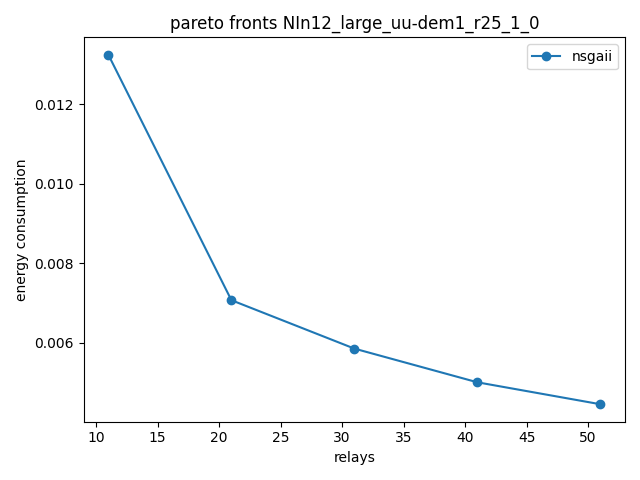 pareto fronts NIn12_large_uu-dem1_r25_1_0
nsgaii
energy consumption
0.012
0.010
0.008
0.006
10 15 20 25 30 35 40 45 50
relays